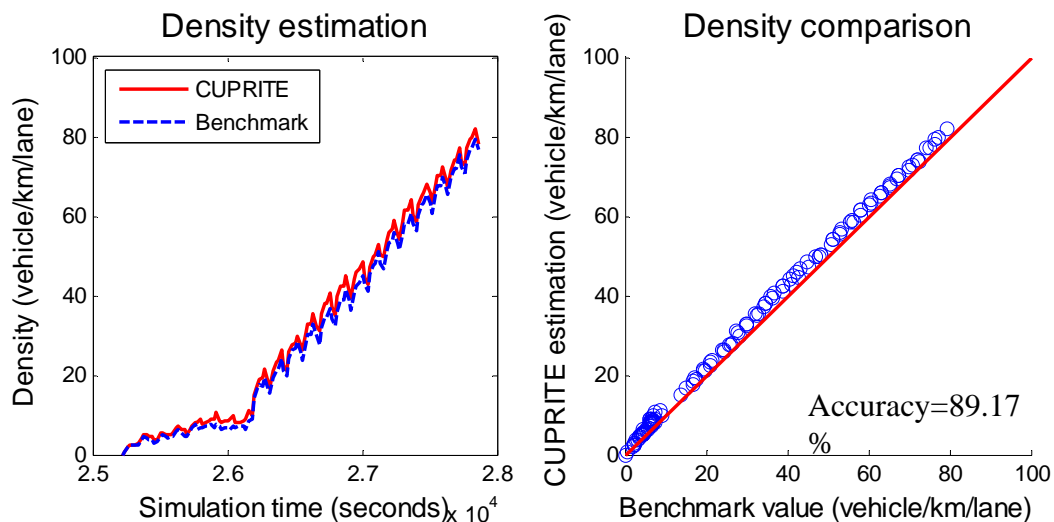 Density estimation
100
80
60
40
20
0
Density (vehicle/km/lane)
CUPRITE
Benchmark
2.5
2.6
2.7
2.8
Simulation time (seconds)
x 10^4
Density comparison
100
80
60
40
20
0
CUPRITE estimation (vehicle/km/lane)
Accuracy=89.17
%
0
20
40
60
80
100
Benchmark value (vehicle/km/lane)